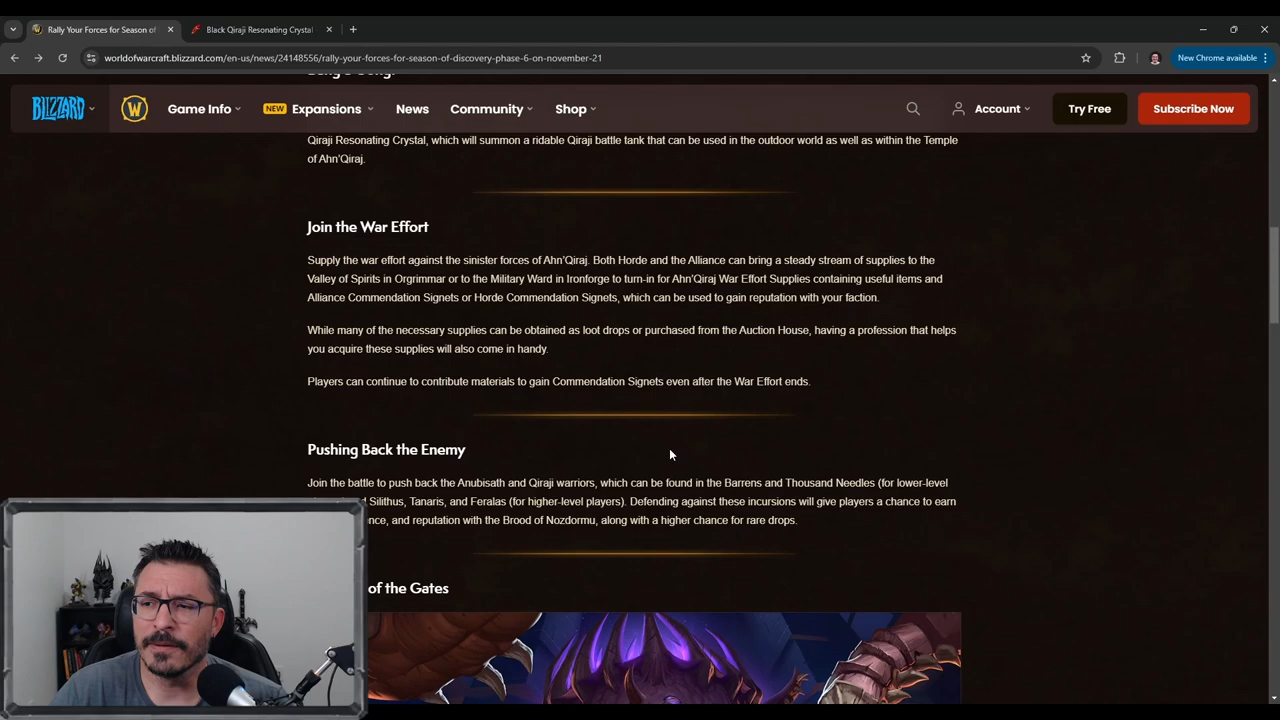 Rally Your Forces for Season of
Black Qiraji Resonating Crystal
worldofwarcraft.blizzard.com/en-us/news/24148556/rally-your-forces-for-season-of-discovery-phase-6-on-november-21
New Chrome available
BLIZZARD
W
Game Info
NEW Expansions
News
Community
Shop
Account
Try Free
Subscribe Now
Qiraji Resonating Crystal, which will summon a ridable Qiraji battle tank that can be used in the outdoor world as well as within the Temple
of Ahn'Qiraj.
Join the War Effort
Supply the war effort against the sinister forces of Ahn'Qiraj. Both Horde and the Alliance can bring a steady stream of supplies to the
Valley of Spirits in Orgrimmar or to the Military Ward in Ironforge to turn-in for Ahn'Qiraj War Effort Supplies containing useful items and
Alliance Commendation Signets or Horde Commendation Signets, which can be used to gain reputation with your faction.
While many of the necessary supplies can be obtained as loot drops or purchased from the Auction House, having a profession that helps
you acquire these supplies will also come in handy.
Players can continue to contribute materials to gain Commendation Signets even after the War Effort ends.
Pushing Back the Enemy
Join the battle to push back the Anubisath and Qiraji warriors, which can be found in the Barrens and Thousand Needles (for lower-level
Silithus, Tanaris, and Feralas (for higher-level players). Defending against these incursions will give players a chance to earn
and reputation with the Brood of Nozdormu, along with a higher chance for rare drops.
of the Gates